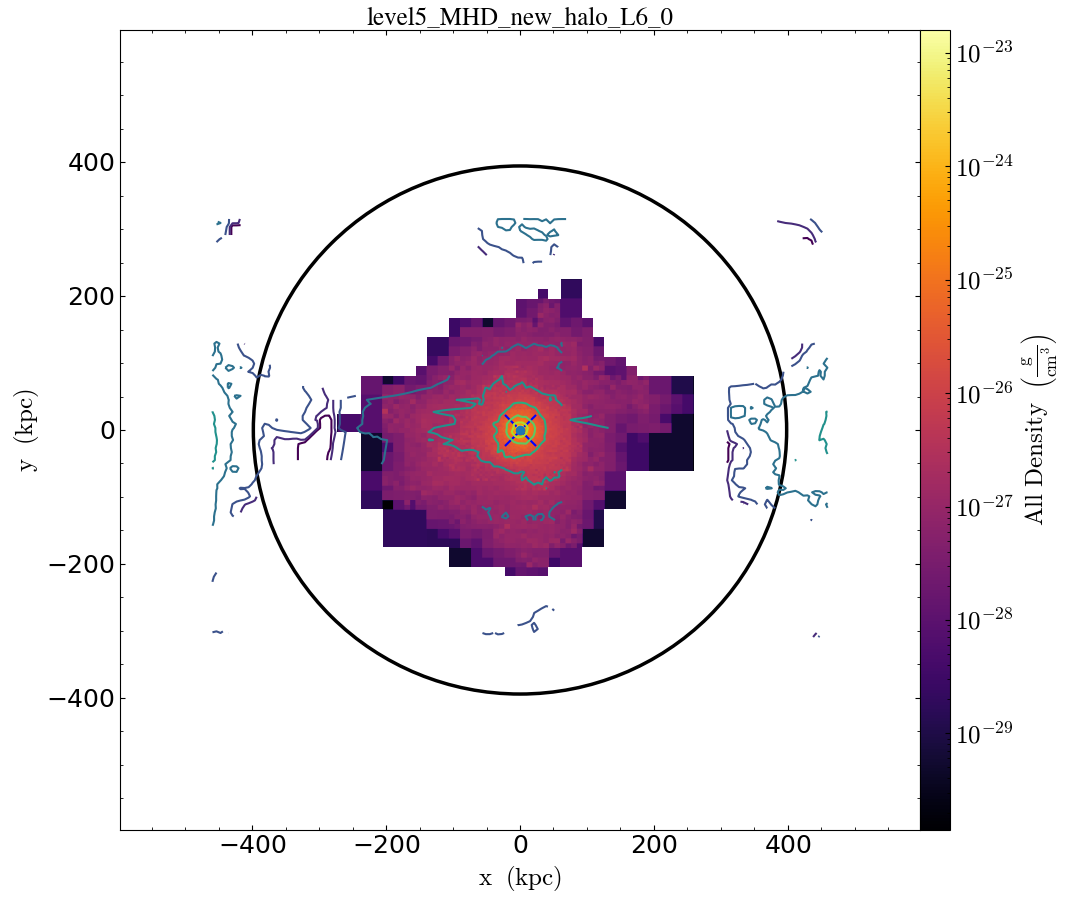 level5_MHD_new_halo_L6_0
400
200
0
−200
−400
y (kpc)
−400 −200 0 200 400
x (kpc)
10^{−23}
10^{−24}
10^{−25}
10^{−26}
10^{−27}
10^{−28}
10^{−29}
All Density (g/cm^3)